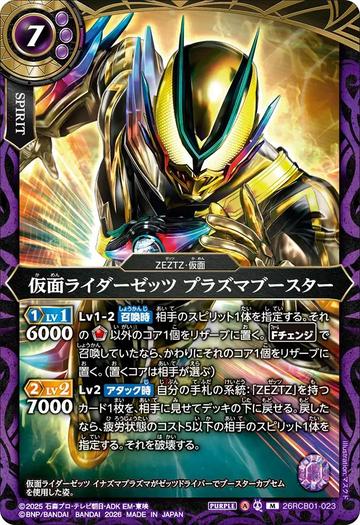 7
SPIRIT
ゼッツ かめん
ZEZTZ・仮面
かめん
仮面ライダーゼッツ プラズマブースター
1 LV1
6000
Lv1-2 召喚時 相手のスピリット1体を指定する。それ
の 以外のコア1個をリザーブに置く。Fチェンジで
召喚していたなら、かわりにそれのコア1個をリザーブに
置く。（置くコアは相手が選ぶ）
2 LV2
7000
Lv2 アタック時 自分の手札の系統：「ZEZTZ」を持つ
カード1枚を、相手に見せてデッキの下に戻せる。戻した
なら、疲労状態のコスト5以下の相手のスピリット1体を
指定する。それを破壊する。
仮面ライダーゼッツ イナズマプラズマがゼッツドライバーでブースターカプセム
を使用した姿。
©2025 石森プロ・テレビ朝日・ADK EM・東映
©BNP/BANDAI BANDAI 2026 MADE IN JAPAN
PURPLE A M 26RCB01-023